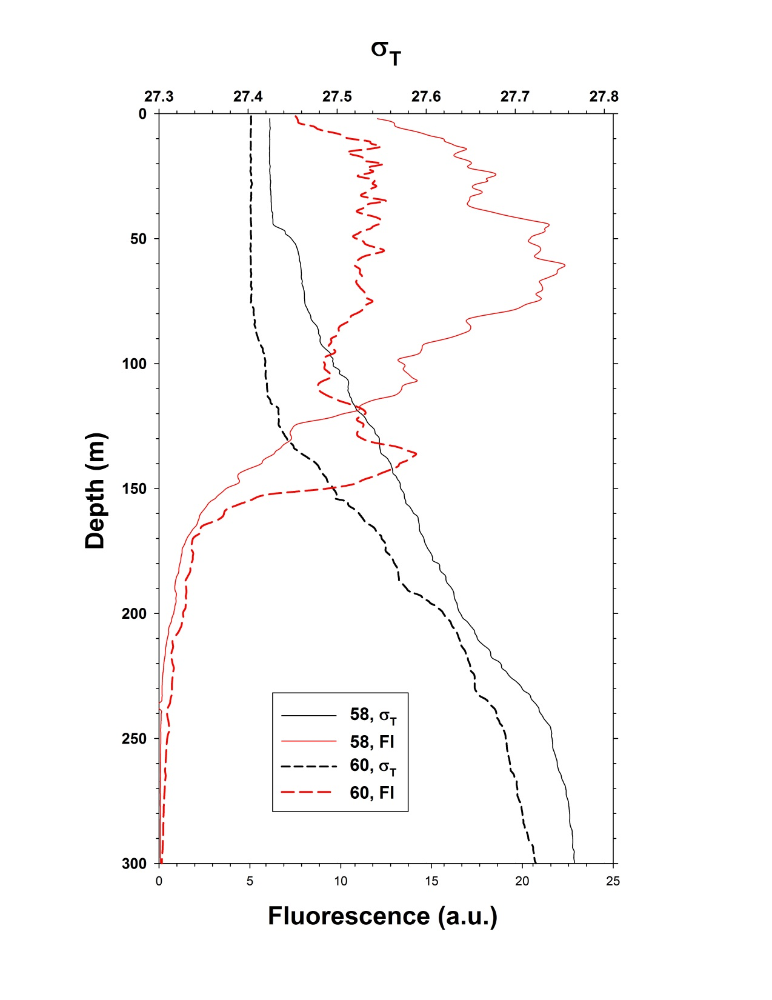 σT
27.3 27.4 27.5 27.6 27.7 27.8
0
50
100
150
200
250
300
Depth (m)
58, σT
58, Fl
60, σT
60, Fl
0 5 10 15 20 25
Fluorescence (a.u.)